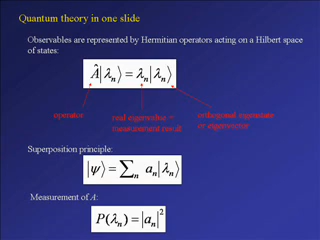 Quantum theory in one slide
Observables are represented by Hermitian operators acting on a Hilbert space
of states:
Â|λₙ⟩ = λₙ|λₙ⟩
operator
real eigenvalue =
measurement result
orthogonal eigenstate
or eigenvector
Superposition principle:
|ψ⟩ = ∑ₙ aₙ|λₙ⟩
Measurement of A:
P(λₙ) = |aₙ|²